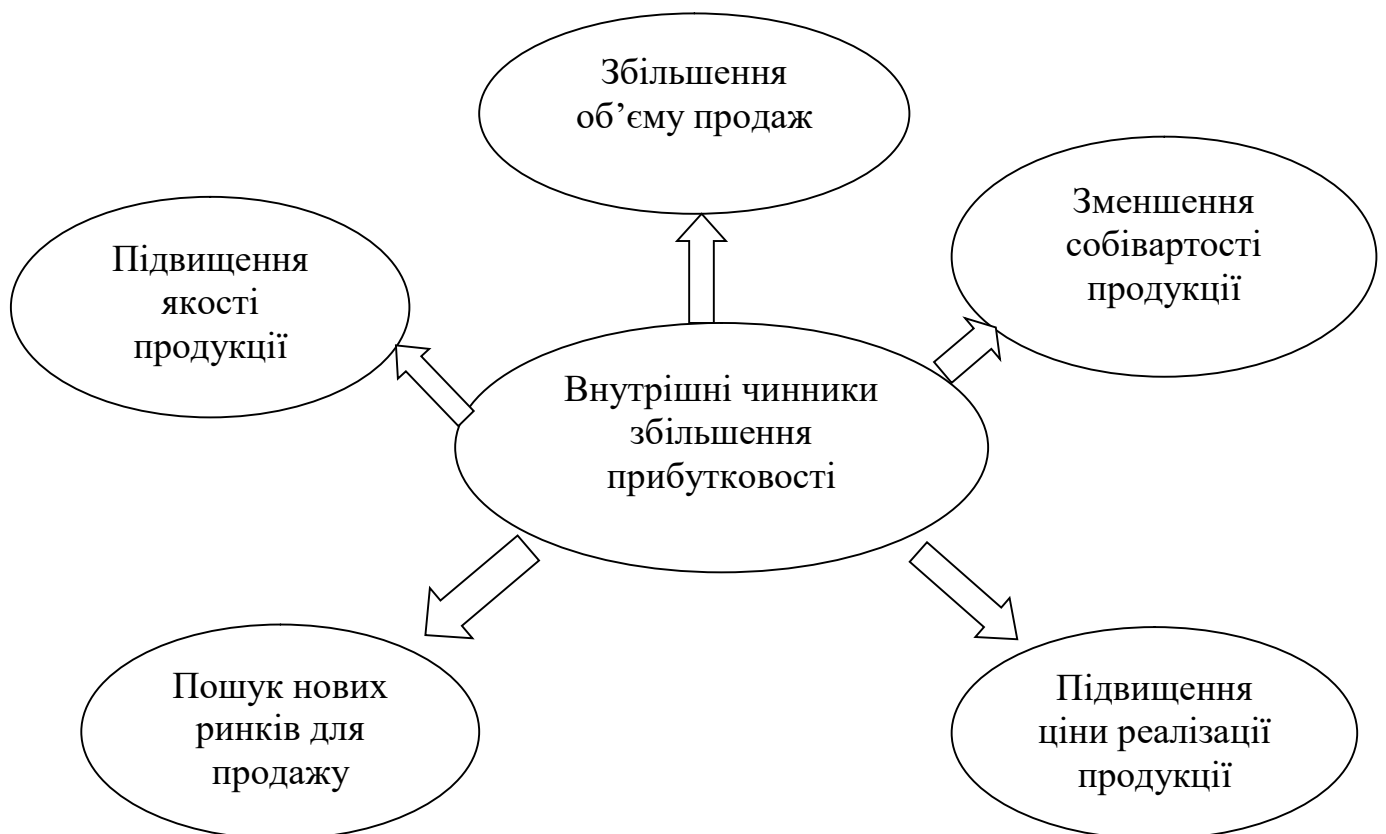 Збільшення
об’єму продаж
Зменшення
собівартості
продукції
Підвищення
якості
продукції
Внутрішні чинники
збільшення
прибутковості
Пошук нових
ринків для
продажу
Підвищення
ціни реалізації
продукції